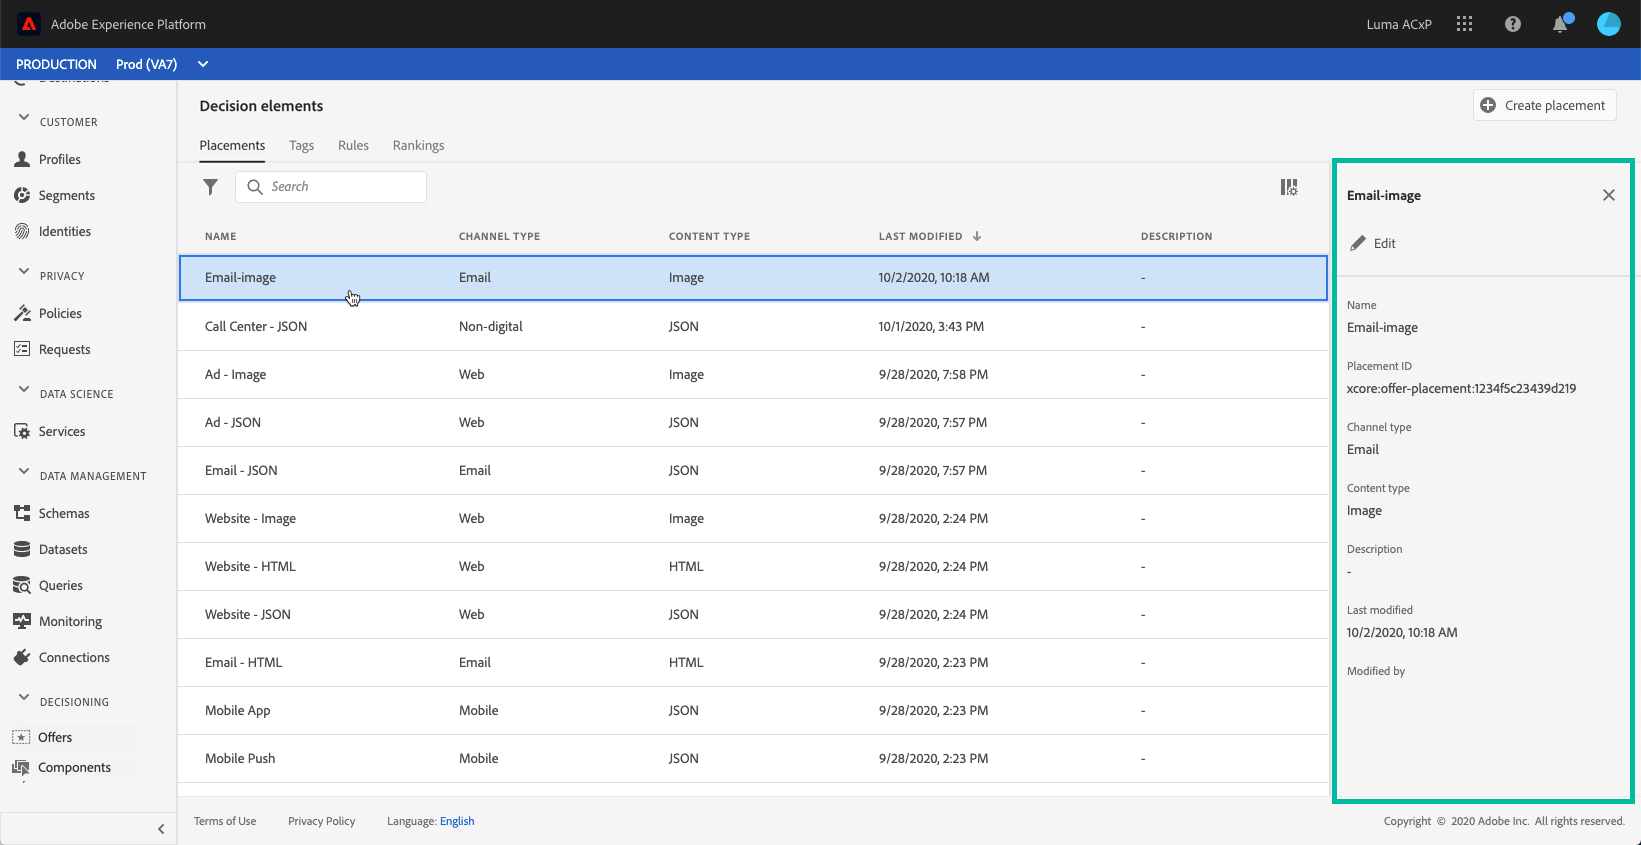 Adobe Experience Platform
Luma ACxP
PRODUCTION Prod (VA7)
CUSTOMER
Profiles
Segments
Identities
PRIVACY
Policies
Requests
DATA SCIENCE
Services
DATA MANAGEMENT
Schemas
Datasets
Queries
Monitoring
Connections
DECISIONING
Offers
Components
Decision elements
Create placement
Placements Tags Rules Rankings
Search
NAME CHANNEL TYPE CONTENT TYPE LAST MODIFIED DESCRIPTION
Email-image Email Image 10/2/2020, 10:18 AM -
Call Center - JSON Non-digital JSON 10/1/2020, 3:43 PM -
Ad - Image Web Image 9/28/2020, 7:58 PM -
Ad - JSON Web JSON 9/28/2020, 7:57 PM -
Email - JSON Email JSON 9/28/2020, 7:57 PM -
Website - Image Web Image 9/28/2020, 2:24 PM -
Website - HTML Web HTML 9/28/2020, 2:24 PM -
Website - JSON Web JSON 9/28/2020, 2:24 PM -
Email - HTML Email HTML 9/28/2020, 2:23 PM -
Mobile App Mobile JSON 9/28/2020, 2:23 PM -
Mobile Push Mobile JSON 9/28/2020, 2:23 PM -
Email-image
Edit
Name
Email-image
Placement ID
xcore:offer-placement:1234f5c23439d219
Channel type
Email
Content type
Image
Description
-
Last modified
10/2/2020, 10:18 AM
Modified by
Terms of Use Privacy Policy Language: English
Copyright © 2020 Adobe Inc. All rights reserved.